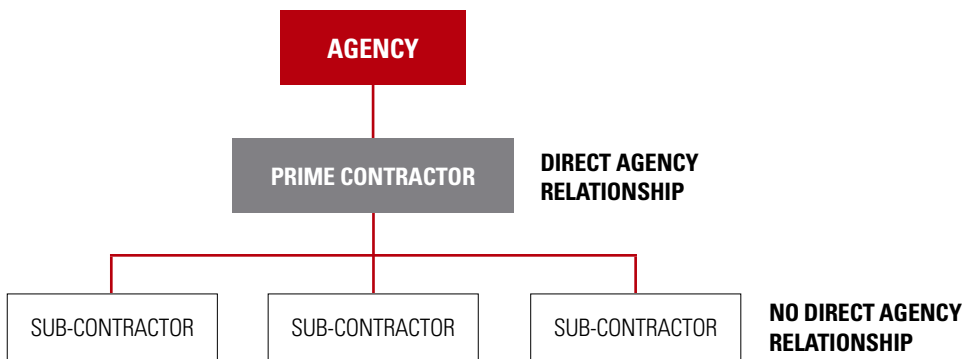 AGENCY
PRIME CONTRACTOR
DIRECT AGENCY
RELATIONSHIP
SUB-CONTRACTOR
SUB-CONTRACTOR
SUB-CONTRACTOR
NO DIRECT AGENCY
RELATIONSHIP